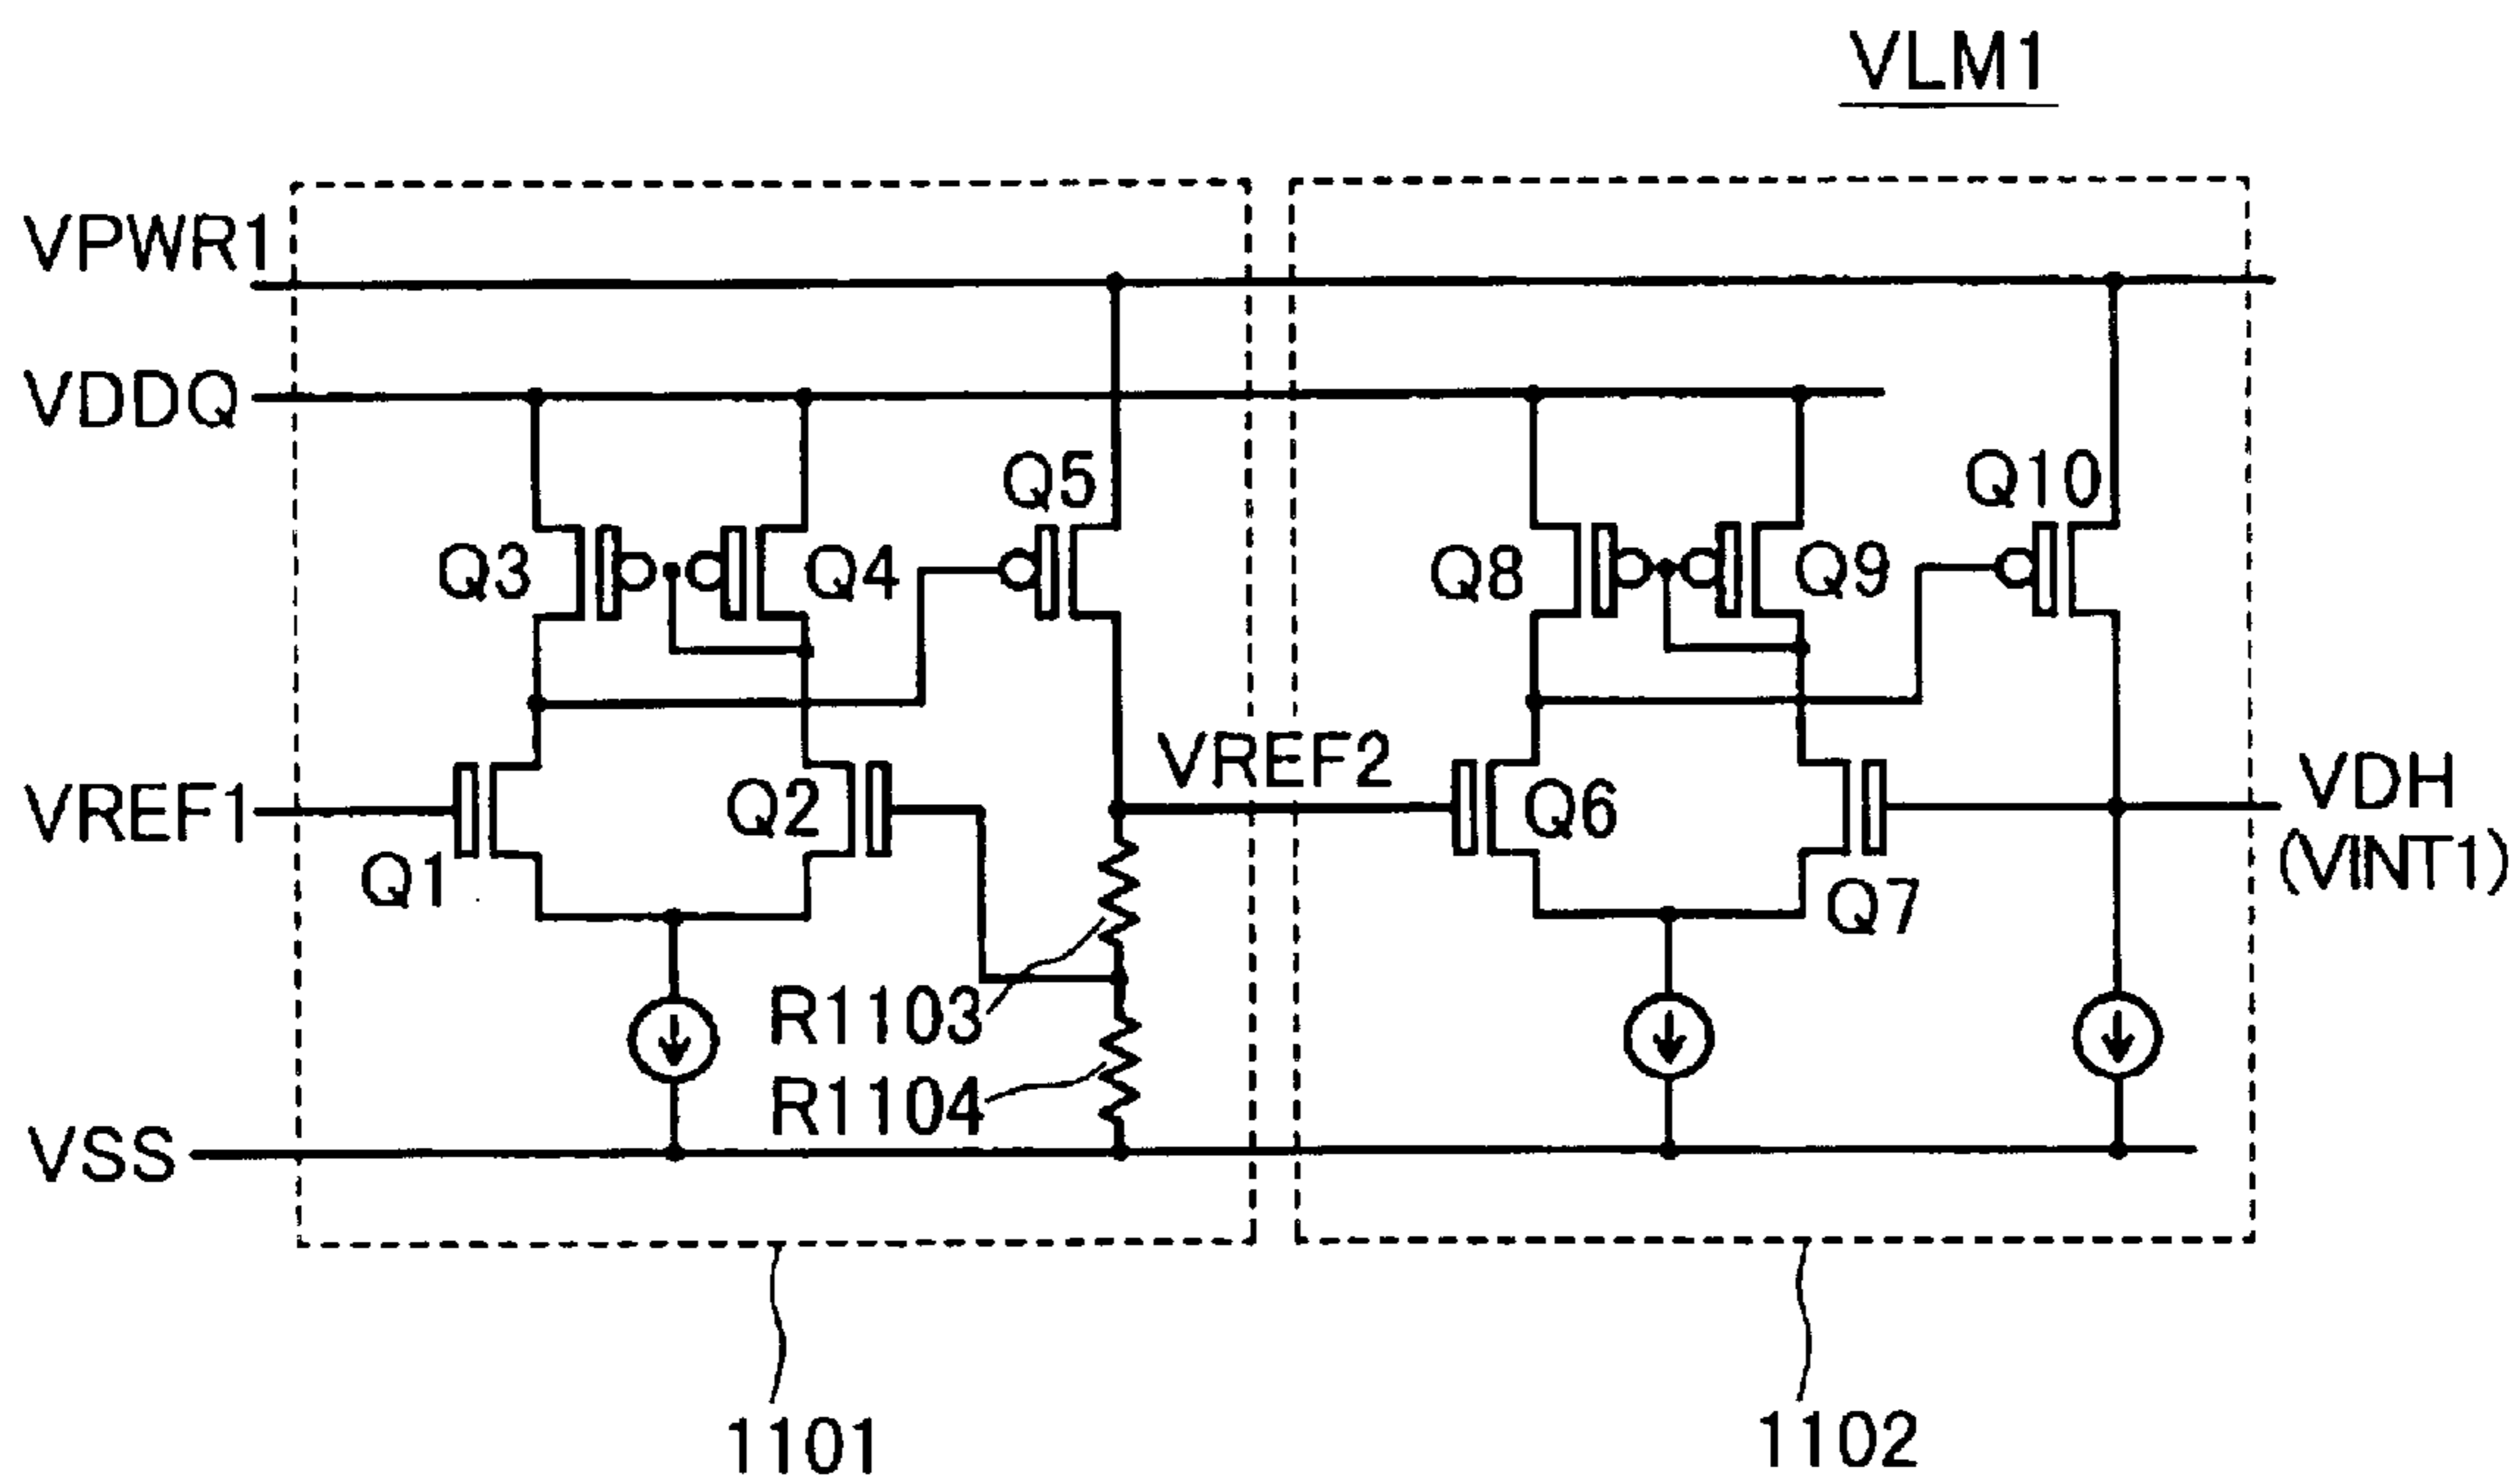 VLM1
VPWR1
VDDQ
Q5
Q10
Q3
Q4
Q8
Q9
VREF2
VREF1
Q2
Q6
VDH
(VINT1)
Q1
Q7
R1103
R1104
VSS
1101
1102